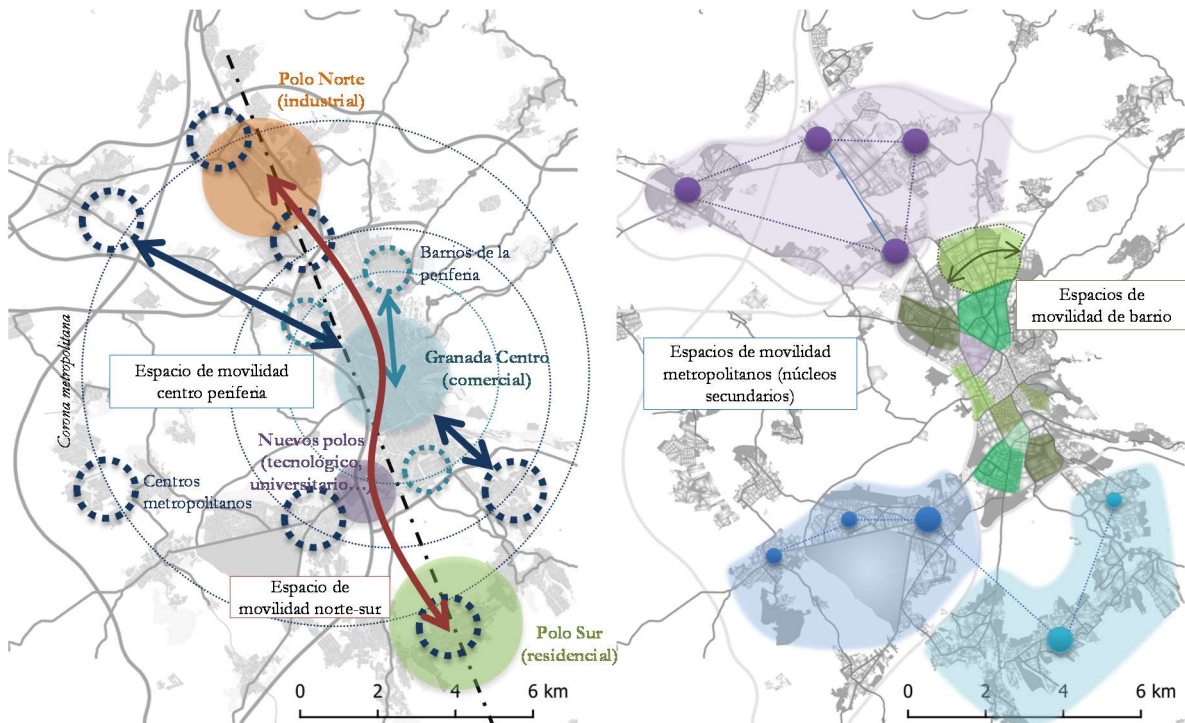 Polo Norte
(industrial)
Barrios de la
periferia
Corona metropolitana
Espacio de movilidad
centro periferia
Granada Centro
(comercial)
Nuevos polos
(tecnológico,
universitario…
Centros
metropolitanos
Espacio de
movilidad norte-sur
Polo Sur
(residencial)
0 2 4 6 km
Espacios de
movilidad de barrio
Espacios de movilidad
metropolitanos (núcleos
secundarios)
0 2 4 6 km